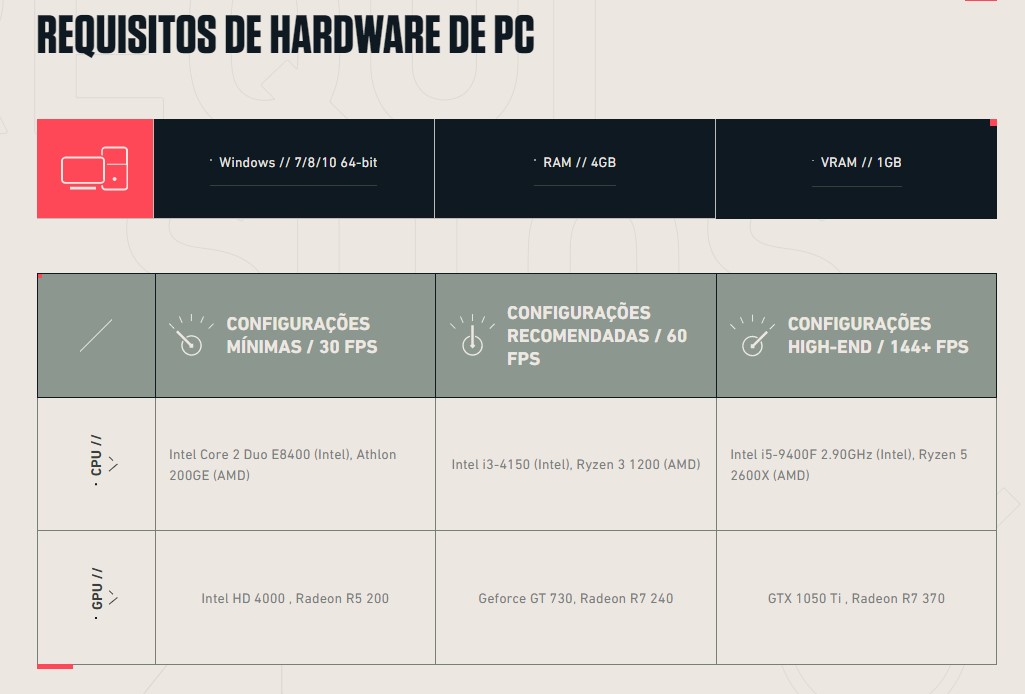 REQUISITOS DE HARDWARE DE PC
· Windows // 7/8/10 64-bit
· RAM // 4GB
· VRAM // 1GB
CONFIGURAÇÕES
MÍNIMAS / 30 FPS
CONFIGURAÇÕES
RECOMENDADAS / 60
FPS
CONFIGURAÇÕES
HIGH-END / 144+ FPS
· CPU //
Intel Core 2 Duo E8400 (Intel), Athlon
200GE (AMD)
Intel i3-4150 (Intel), Ryzen 3 1200 (AMD)
Intel i5-9400F 2.90GHz (Intel), Ryzen 5
2600X (AMD)
· GPU //
Intel HD 4000 , Radeon R5 200
Geforce GT 730, Radeon R7 240
GTX 1050 Ti , Radeon R7 370